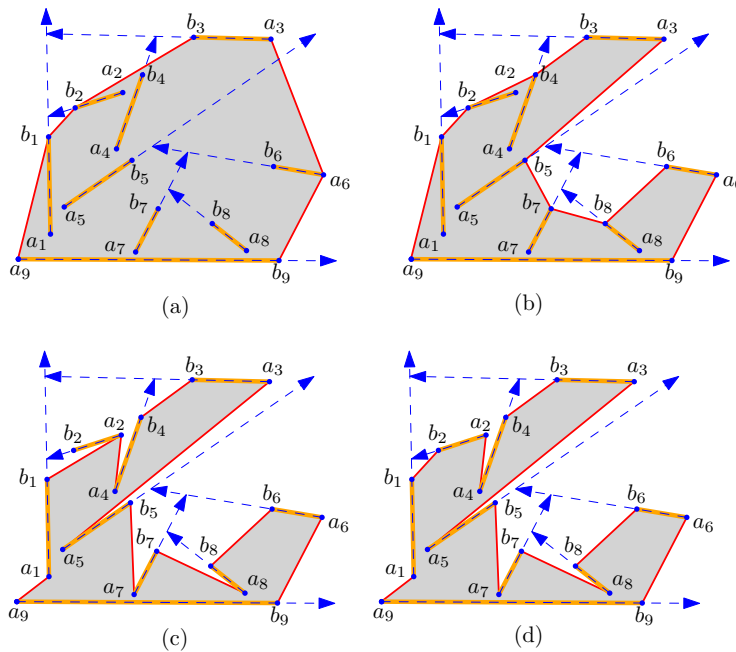 b₃ a₃ b₃ a₃
b₂ a₂ b₄ b₂ a₂ b₄
b₁ b₁
a₄ b₅ b₆ a₆ a₄ b₅ b₆
a₅ b₇ b₈ a₅ b₇ b₈
a₁ a₇ a₈ a₁ a₇ a₈
a₉ b₉ a₉ b₉
(a) (b)
b₃ a₃ b₃ a₃
b₂ a₂ b₄ b₂ a₂ b₄
b₁ b₁
a₄ b₅ b₆ a₆ a₄ b₅ b₆ a₆
a₅ b₇ b₈ a₅ b₇ b₈
a₁ a₇ a₈ a₁ a₇ a₈
a₉ b₉ a₉ b₉
(c) (d)